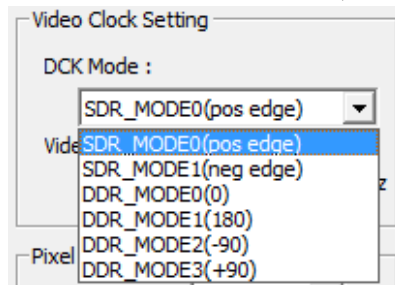 Video Clock Setting
DCK Mode :
SDR_MODE0(pos edge)
SDR_MODE0(pos edge)
SDR_MODE1(neg edge)
DDR_MODE0(0)
DDR_MODE1(180)
DDR_MODE2(-90)
DDR_MODE3(+90)
Pixel